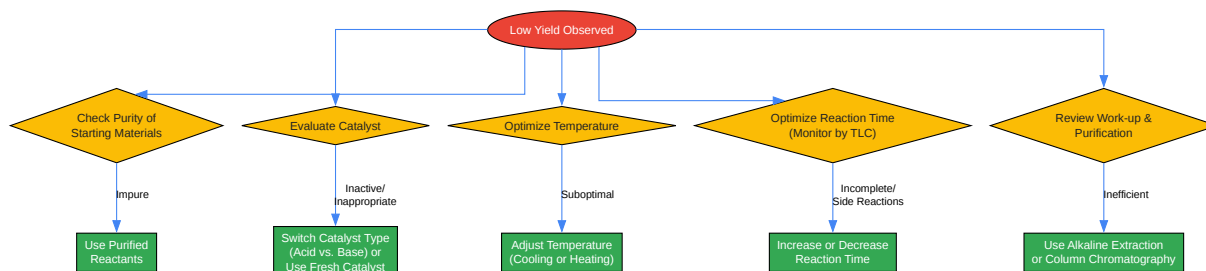 Low Yield Observed
Check Purity of
Starting Materials
Evaluate Catalyst
Optimize Temperature
Optimize Reaction Time
(Monitor by TLC)
Review Work-up &
Purification
Impure
Inactive/
Inappropriate
Suboptimal
Incomplete/
Side Reactions
Inefficient
Use Purified
Reactants
Switch Catalyst Type
(Acid vs. Base) or
Use Fresh Catalyst
Adjust Temperature
(Cooling or Heating)
Increase or Decrease
Reaction Time
Use Alkaline Extraction
or Column Chromatography